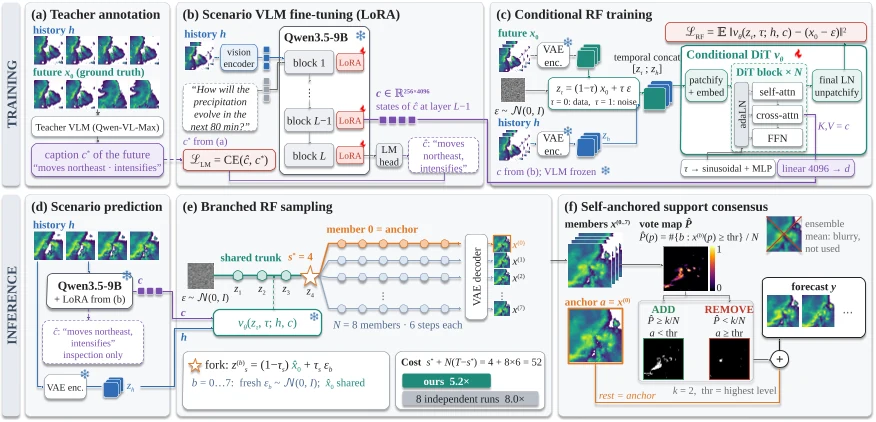 TRAINING
(a) Teacher annotation
history h
future x₀ (ground truth)
Teacher VLM (Qwen-VL-Max)
caption c* of the future
"moves northeast · intensifies"
(b) Scenario VLM fine-tuning (LoRA)
history h
vision
encoder
"How will the
precipitation
evolve in the
next 80 min?"
Qwen3.5-9B
block 1
LoRA
block L−1
LoRA
block L
LoRA
c ∈ ℝ²⁵⁶ˣ⁴⁰⁹⁶
states of ĉ at layer L−1
c* from (a)
ℒ_LM = CE(ĉ, c*)
LM
head
ĉ: "moves
northeast,
intensifies"
(c) Conditional RF training
future x₀
VAE
enc.
ε ~ 𝒩(0, I)
z_τ = (1−τ) x₀ + τ ε
τ = 0: data, τ = 1: noise
history h
VAE
enc.
z_h
c from (b); VLM frozen
temporal concat
[z_τ ; z_h]
ℒ_RF = 𝔼 ‖v_θ(z_τ, τ; h, c) − (x₀ − ε)‖²
Conditional DiT v_θ
patchify
+ embed
DiT block × N
adaLN
self-attn
cross-attn
FFN
final LN
unpatchify
K,V = c
τ → sinusoidal + MLP
linear 4096 → d
INFERENCE
(d) Scenario prediction
history h
Qwen3.5-9B
+ LoRA from (b)
c
ĉ: "moves northeast,
intensifies"
inspection only
VAE enc.
z_h
(e) Branched RF sampling
member 0 = anchor
shared trunk
s* = 4
ε ~ 𝒩(0, I)
z₁
z₂
z₃
z₄
c
h
v_θ(z_τ, τ; h, c)
N = 8 members · 6 steps each
VAE decoder
x⁽⁰⁾
x⁽¹⁾
x⁽²⁾
x⁽⁷⁾
fork: z⁽ᵇ⁾ₛ = (1−τₛ) x̂₀ + τₛ ε_b
b = 0…7: fresh ε_b ~ 𝒩(0, I); x̂₀ shared
Cost s* + N(T−s*) = 4 + 8×6 = 52
ours 5.2×
8 independent runs 8.0×
(f) Self-anchored support consensus
members x⁽⁰··⁷⁾
vote map P̂
P̂(p) = #{b : x⁽ᵇ⁾(p) ≥ thr} / N
1
0
ensemble
mean: blurry,
not used
anchor a = x⁽⁰⁾
ADD
P̂ ≥ k/N
a < thr
REMOVE
P̂ < k/N
a ≥ thr
forecast y
...
+
k = 2, thr = highest level
rest = anchor